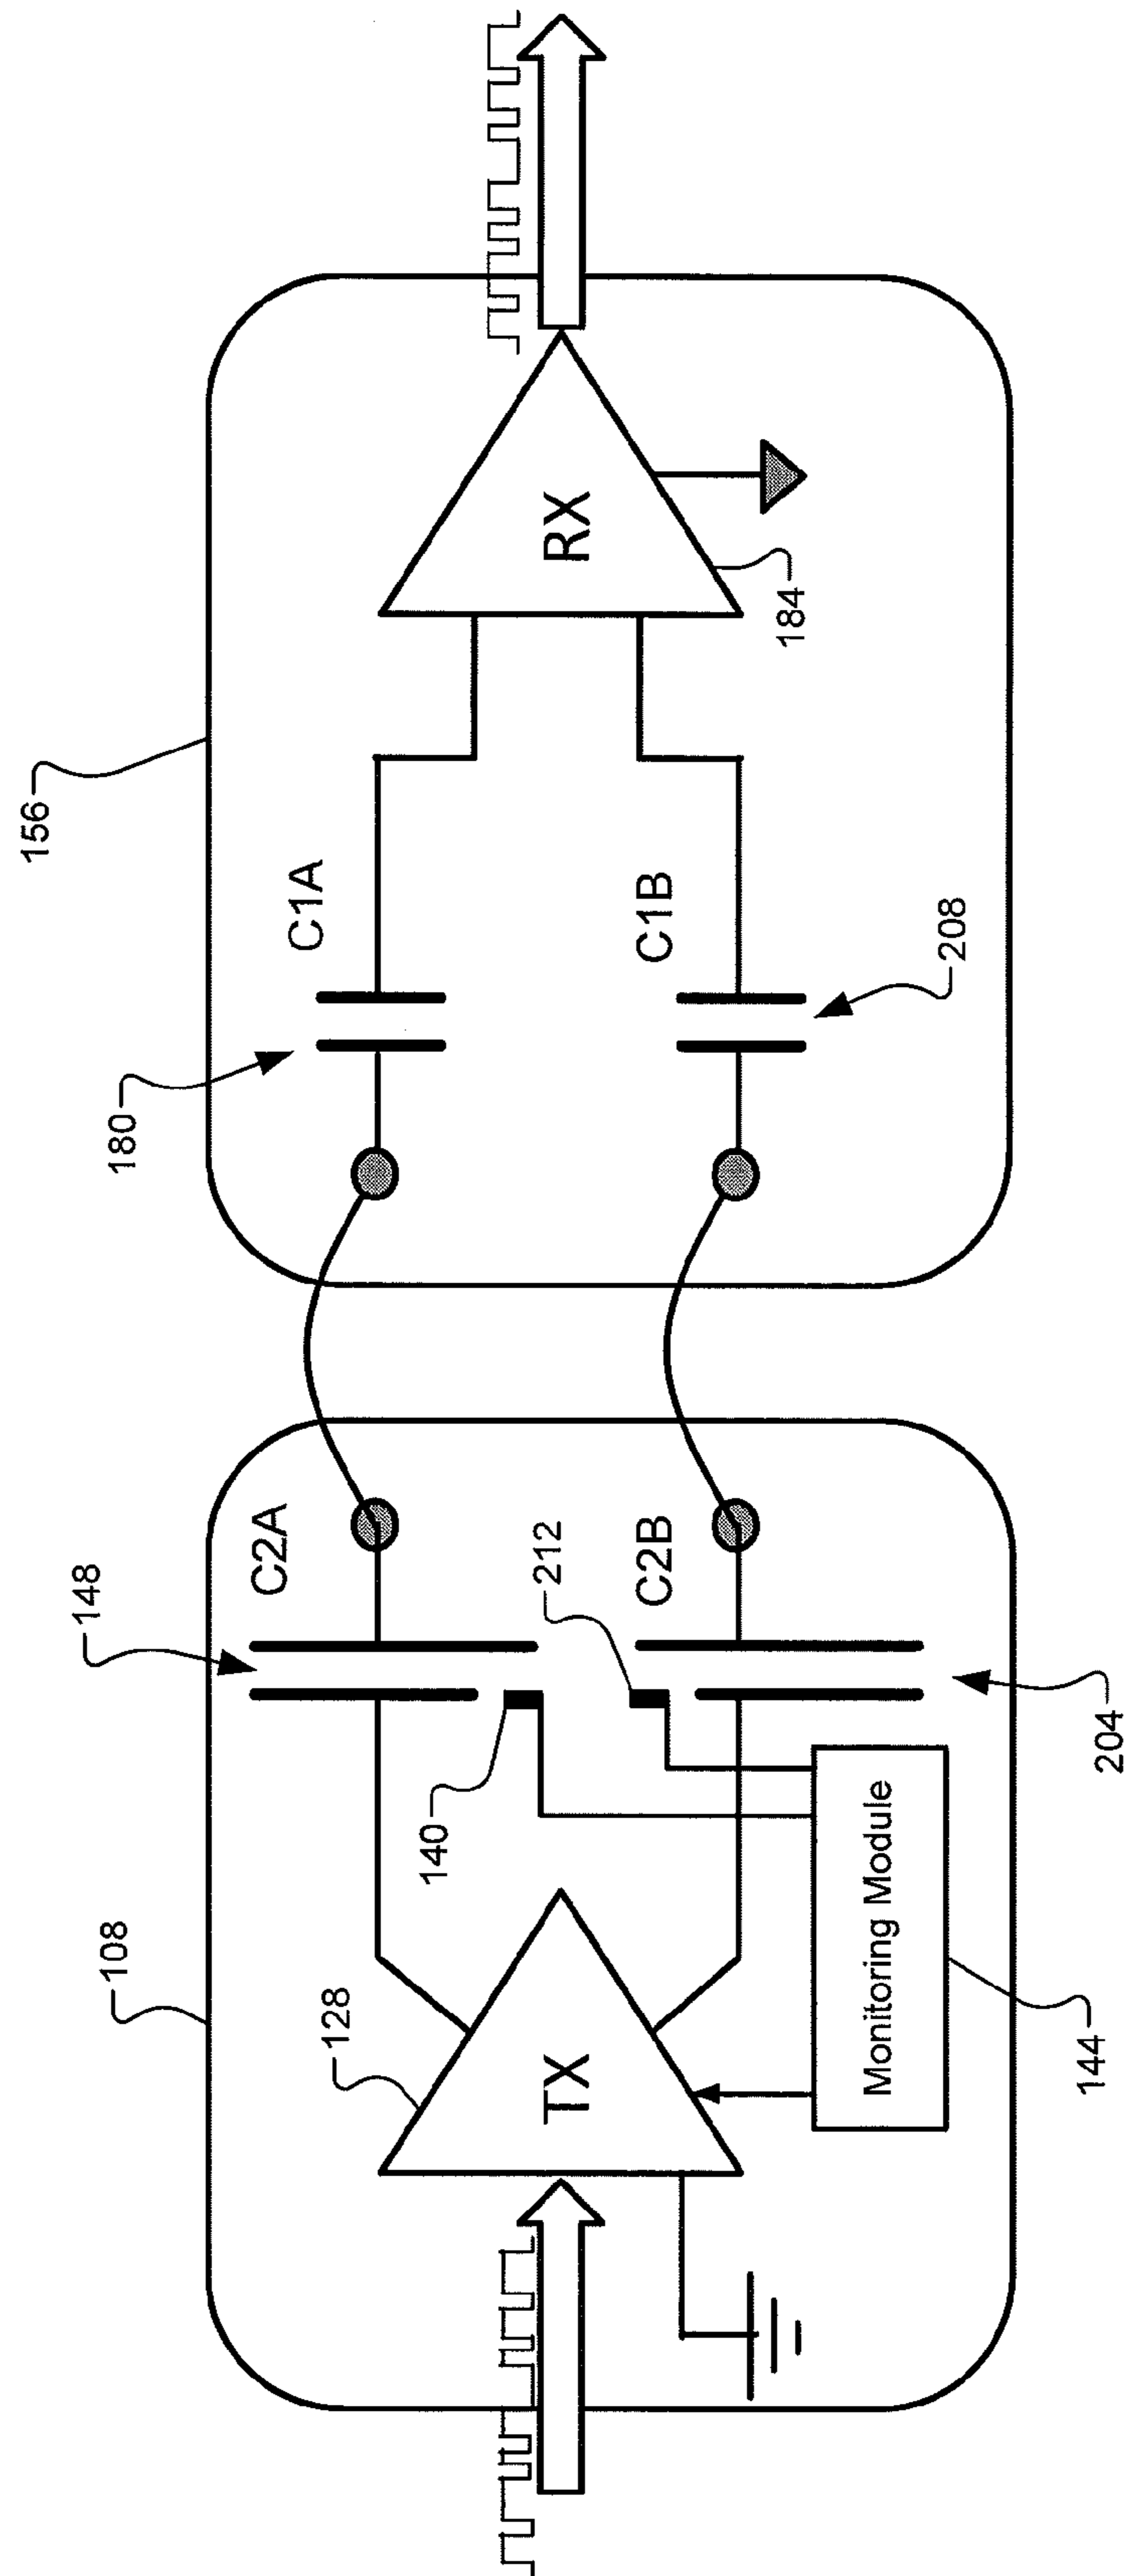 108
128
TX
140
148
C2A
212
C2B
Monitoring Module
144
204
156
180
C1A
C1B
208
RX
184